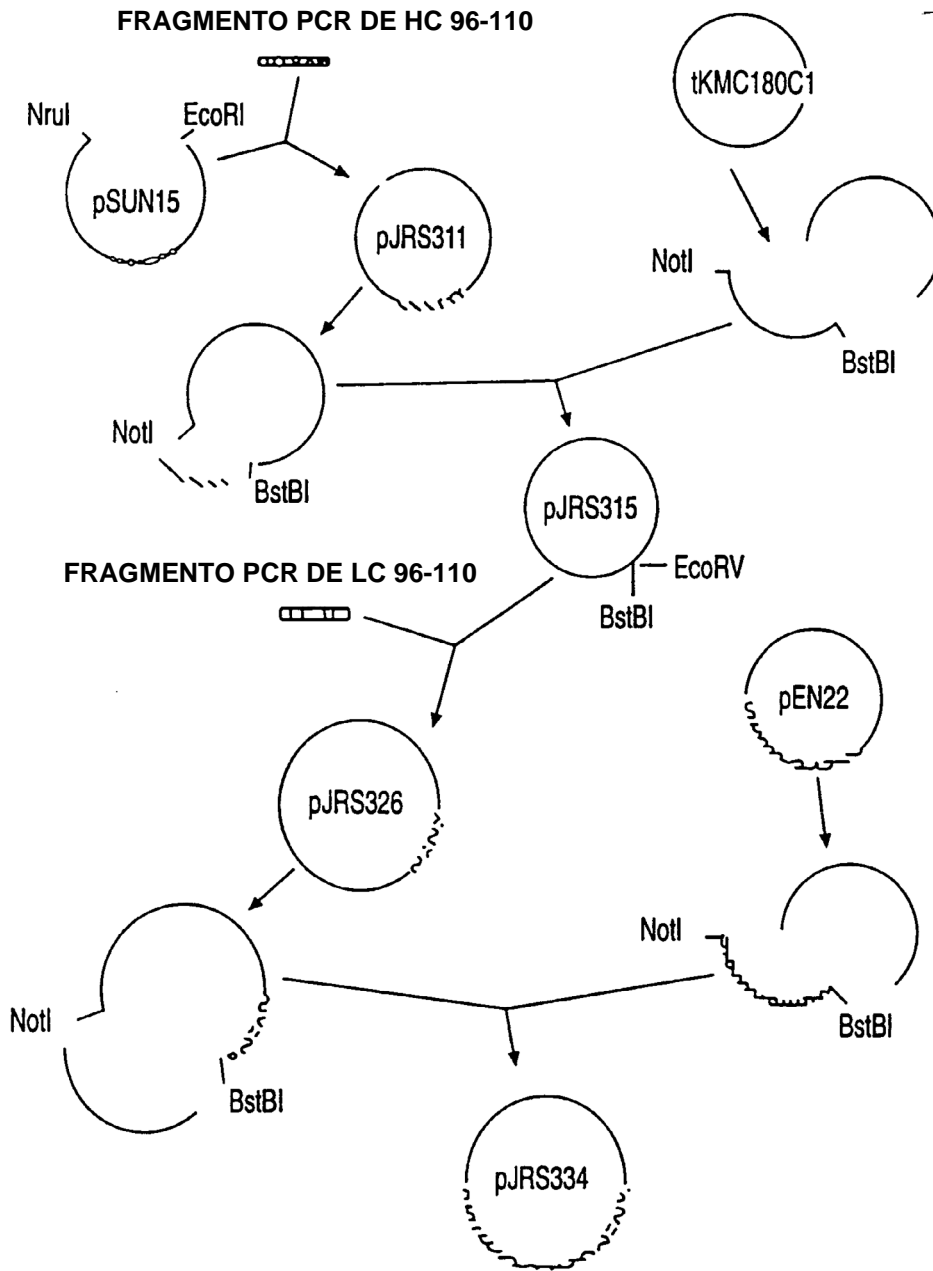 FRAGMENTO PCR DE HC 96-110
tKMC180C1
NruI
EcoRI
pSUN15
pJRS311
NotI
BstBI
NotI
BstBI
pJRS315
EcoRV
BstBI
FRAGMENTO PCR DE LC 96-110
pEN22
pJRS326
NotI
BstBI
NotI
BstBI
pJRS334